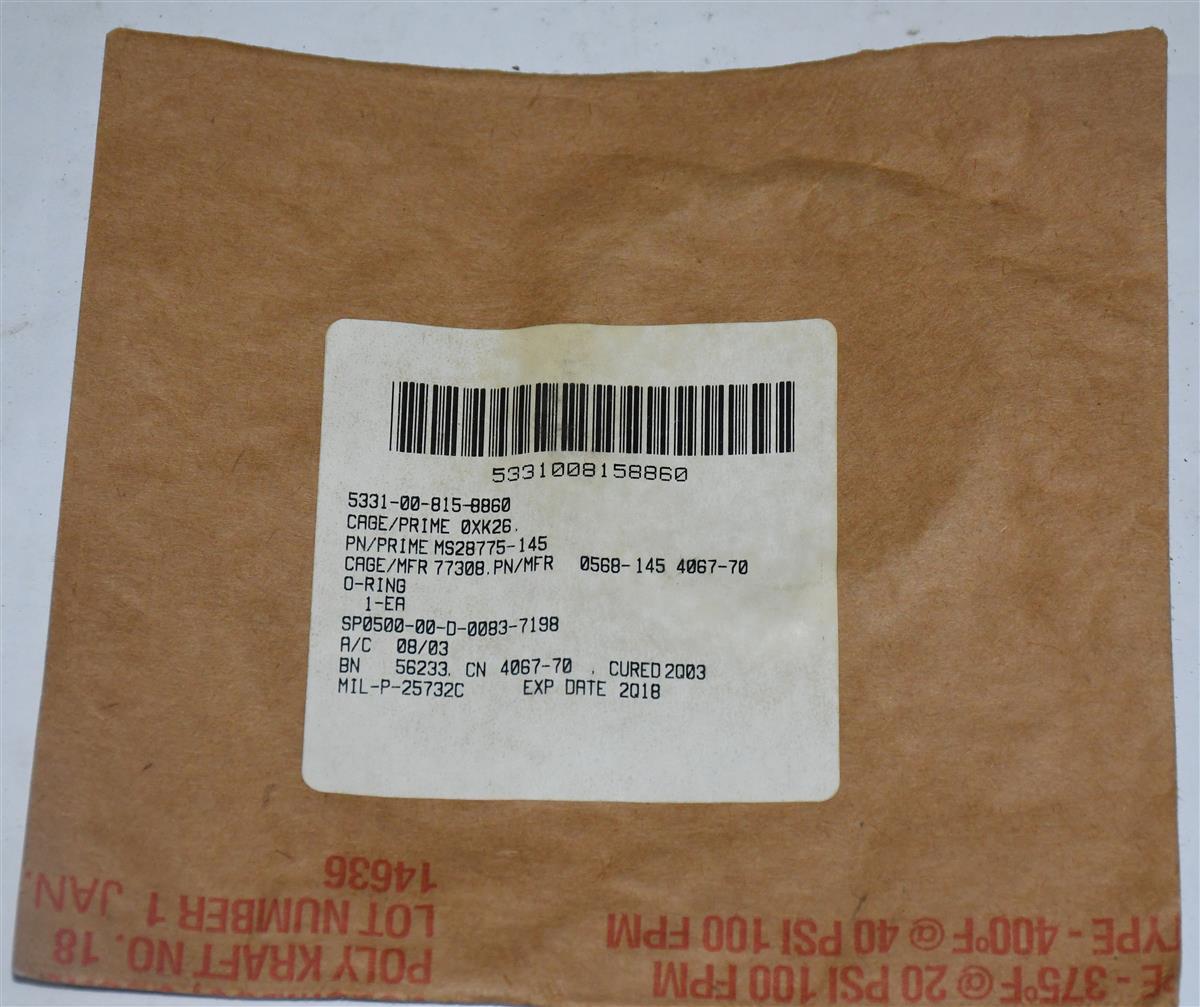 5331008158860
5331-00-815-8860
CAGE/PRIME 0XK26.
PN/PRIME MS28775-145
CAGE/MFR 77308. PN/MFR 0568-145 4067-70
O-RING
1-EA
SP0500-00-D-0083-7198
A/C 08/03
BN 56233, CN 4067-70 , CURED 2Q03
MIL-P-25732C EXP DATE 2Q18
14636
LOT NUMBER 1 JAN.
POLY KRAFT NO. 18
TYPE - 400°F @ 40 PSI 100 FPM
PE - 375°F @ 20 PSI 100 FPM